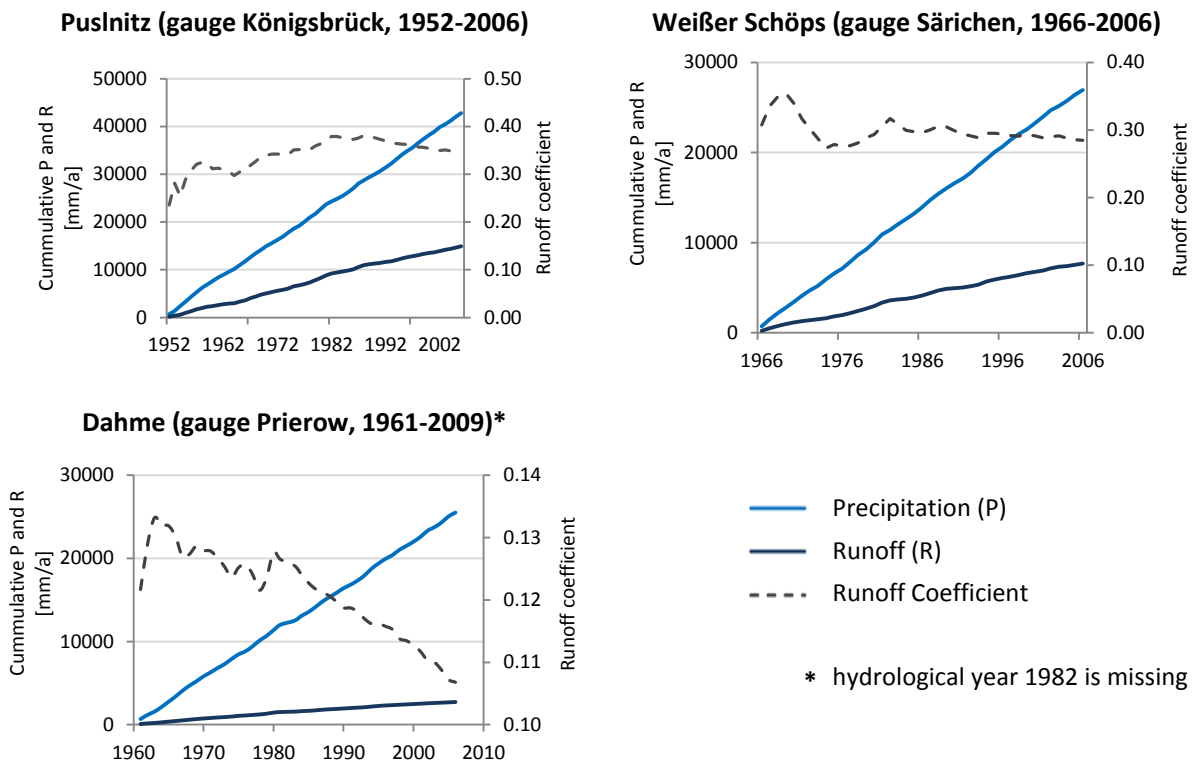 Puslnitz (gauge Königsbrück, 1952-2006)
Cummulative P and R
[mm/a]
50000
40000
30000
20000
10000
0
0.50
0.40
0.30
0.20
0.10
0.00
Runoff coefficient
1952 1962 1972 1982 1992 2002
Weißer Schöps (gauge Särichen, 1966-2006)
Cummulative P and R
[mm/a]
30000
20000
10000
0
0.40
0.30
0.20
0.10
0.00
Runoff coefficient
1966 1976 1986 1996 2006
Dahme (gauge Prierow, 1961-2009)*
Cummulative P and R
[mm/a]
30000
20000
10000
0
0.14
0.13
0.12
0.11
0.10
Runoff coefficient
1960 1970 1980 1990 2000 2010
Precipitation (P)
Runoff (R)
Runoff Coefficient
* hydrological year 1982 is missing